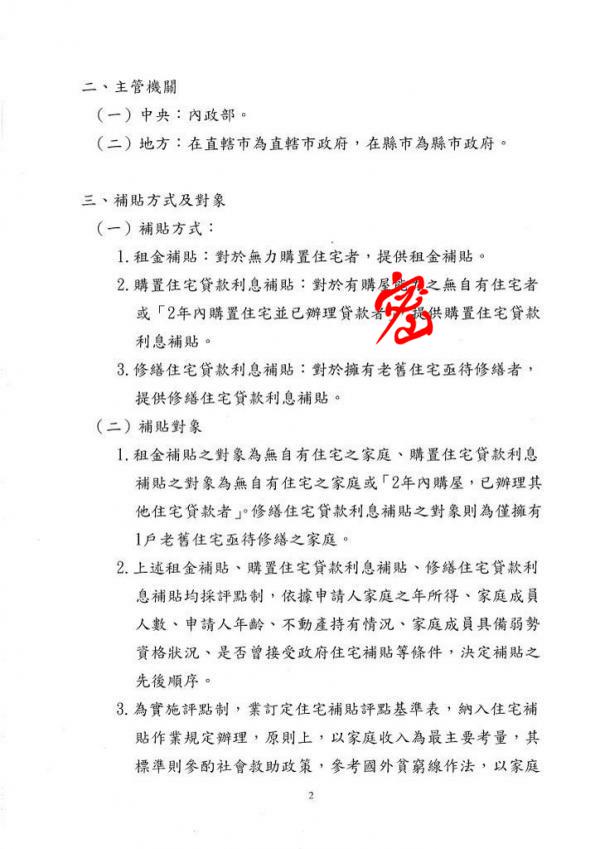 二、主管機關
（一）中央：內政部。
（二）地方：在直轄市為直轄市政府，在縣市為縣市政府。
三、補貼方式及對象
（一）補貼方式：
1.租金補貼：對於無力購置住宅者，提供租金補貼。
2.購置住宅貸款利息補貼：對於有購屋能力之無自有住宅者
或「2年內購置住宅並已辦理貸款者」，提供購置住宅貸款
利息補貼。
3.修繕住宅貸款利息補貼：對於擁有老舊住宅亟待修繕者，
提供修繕住宅貸款利息補貼。
（二）補貼對象
1.租金補貼之對象為無自有住宅之家庭、購置住宅貸款利息
補貼之對象為無自有住宅之家庭或「2年內購屋，已辦理其
他住宅貸款者」。修繕住宅貸款利息補貼之對象則為僅擁有
1戶老舊住宅亟待修繕之家庭。
2.上述租金補貼、購置住宅貸款利息補貼、修繕住宅貸款利
息補貼均採評點制，依據申請人家庭之年所得、家庭成員
人數、申請人年齡、不動產持有情況、家庭成員具備弱勢
資格狀況、是否曾接受政府住宅補貼等條件，決定補貼之
先後順序。
3.為實施評點制，業訂定住宅補貼評點基準表，納入住宅補
貼作業規定辦理，原則上，以家庭收入為最主要考量，其
標準則參酌社會救助政策，參考國外貧窮線作法，以家庭
2